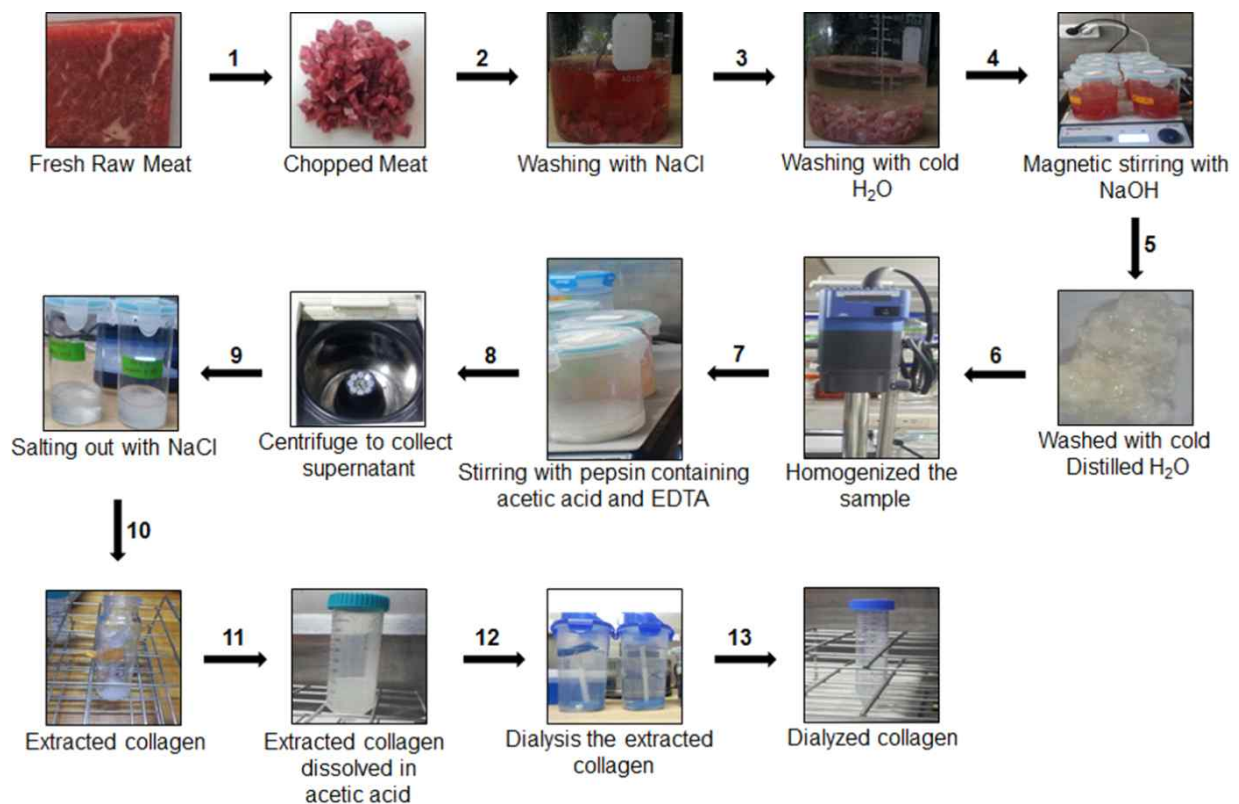 1
2
3
4
Fresh Raw Meat
Chopped Meat
Washing with NaCl
Washing with cold
H₂O
Magnetic stirring with
NaOH
5
9
8
7
6
Salting out with NaCl
Centrifuge to collect
supernatant
Stirring with pepsin containing
acetic acid and EDTA
Homogenized the
sample
Washed with cold
Distilled H₂O
10
11
12
13
Extracted collagen
Extracted collagen
dissolved in
acetic acid
Dialysis the extracted
collagen
Dialyzed collagen